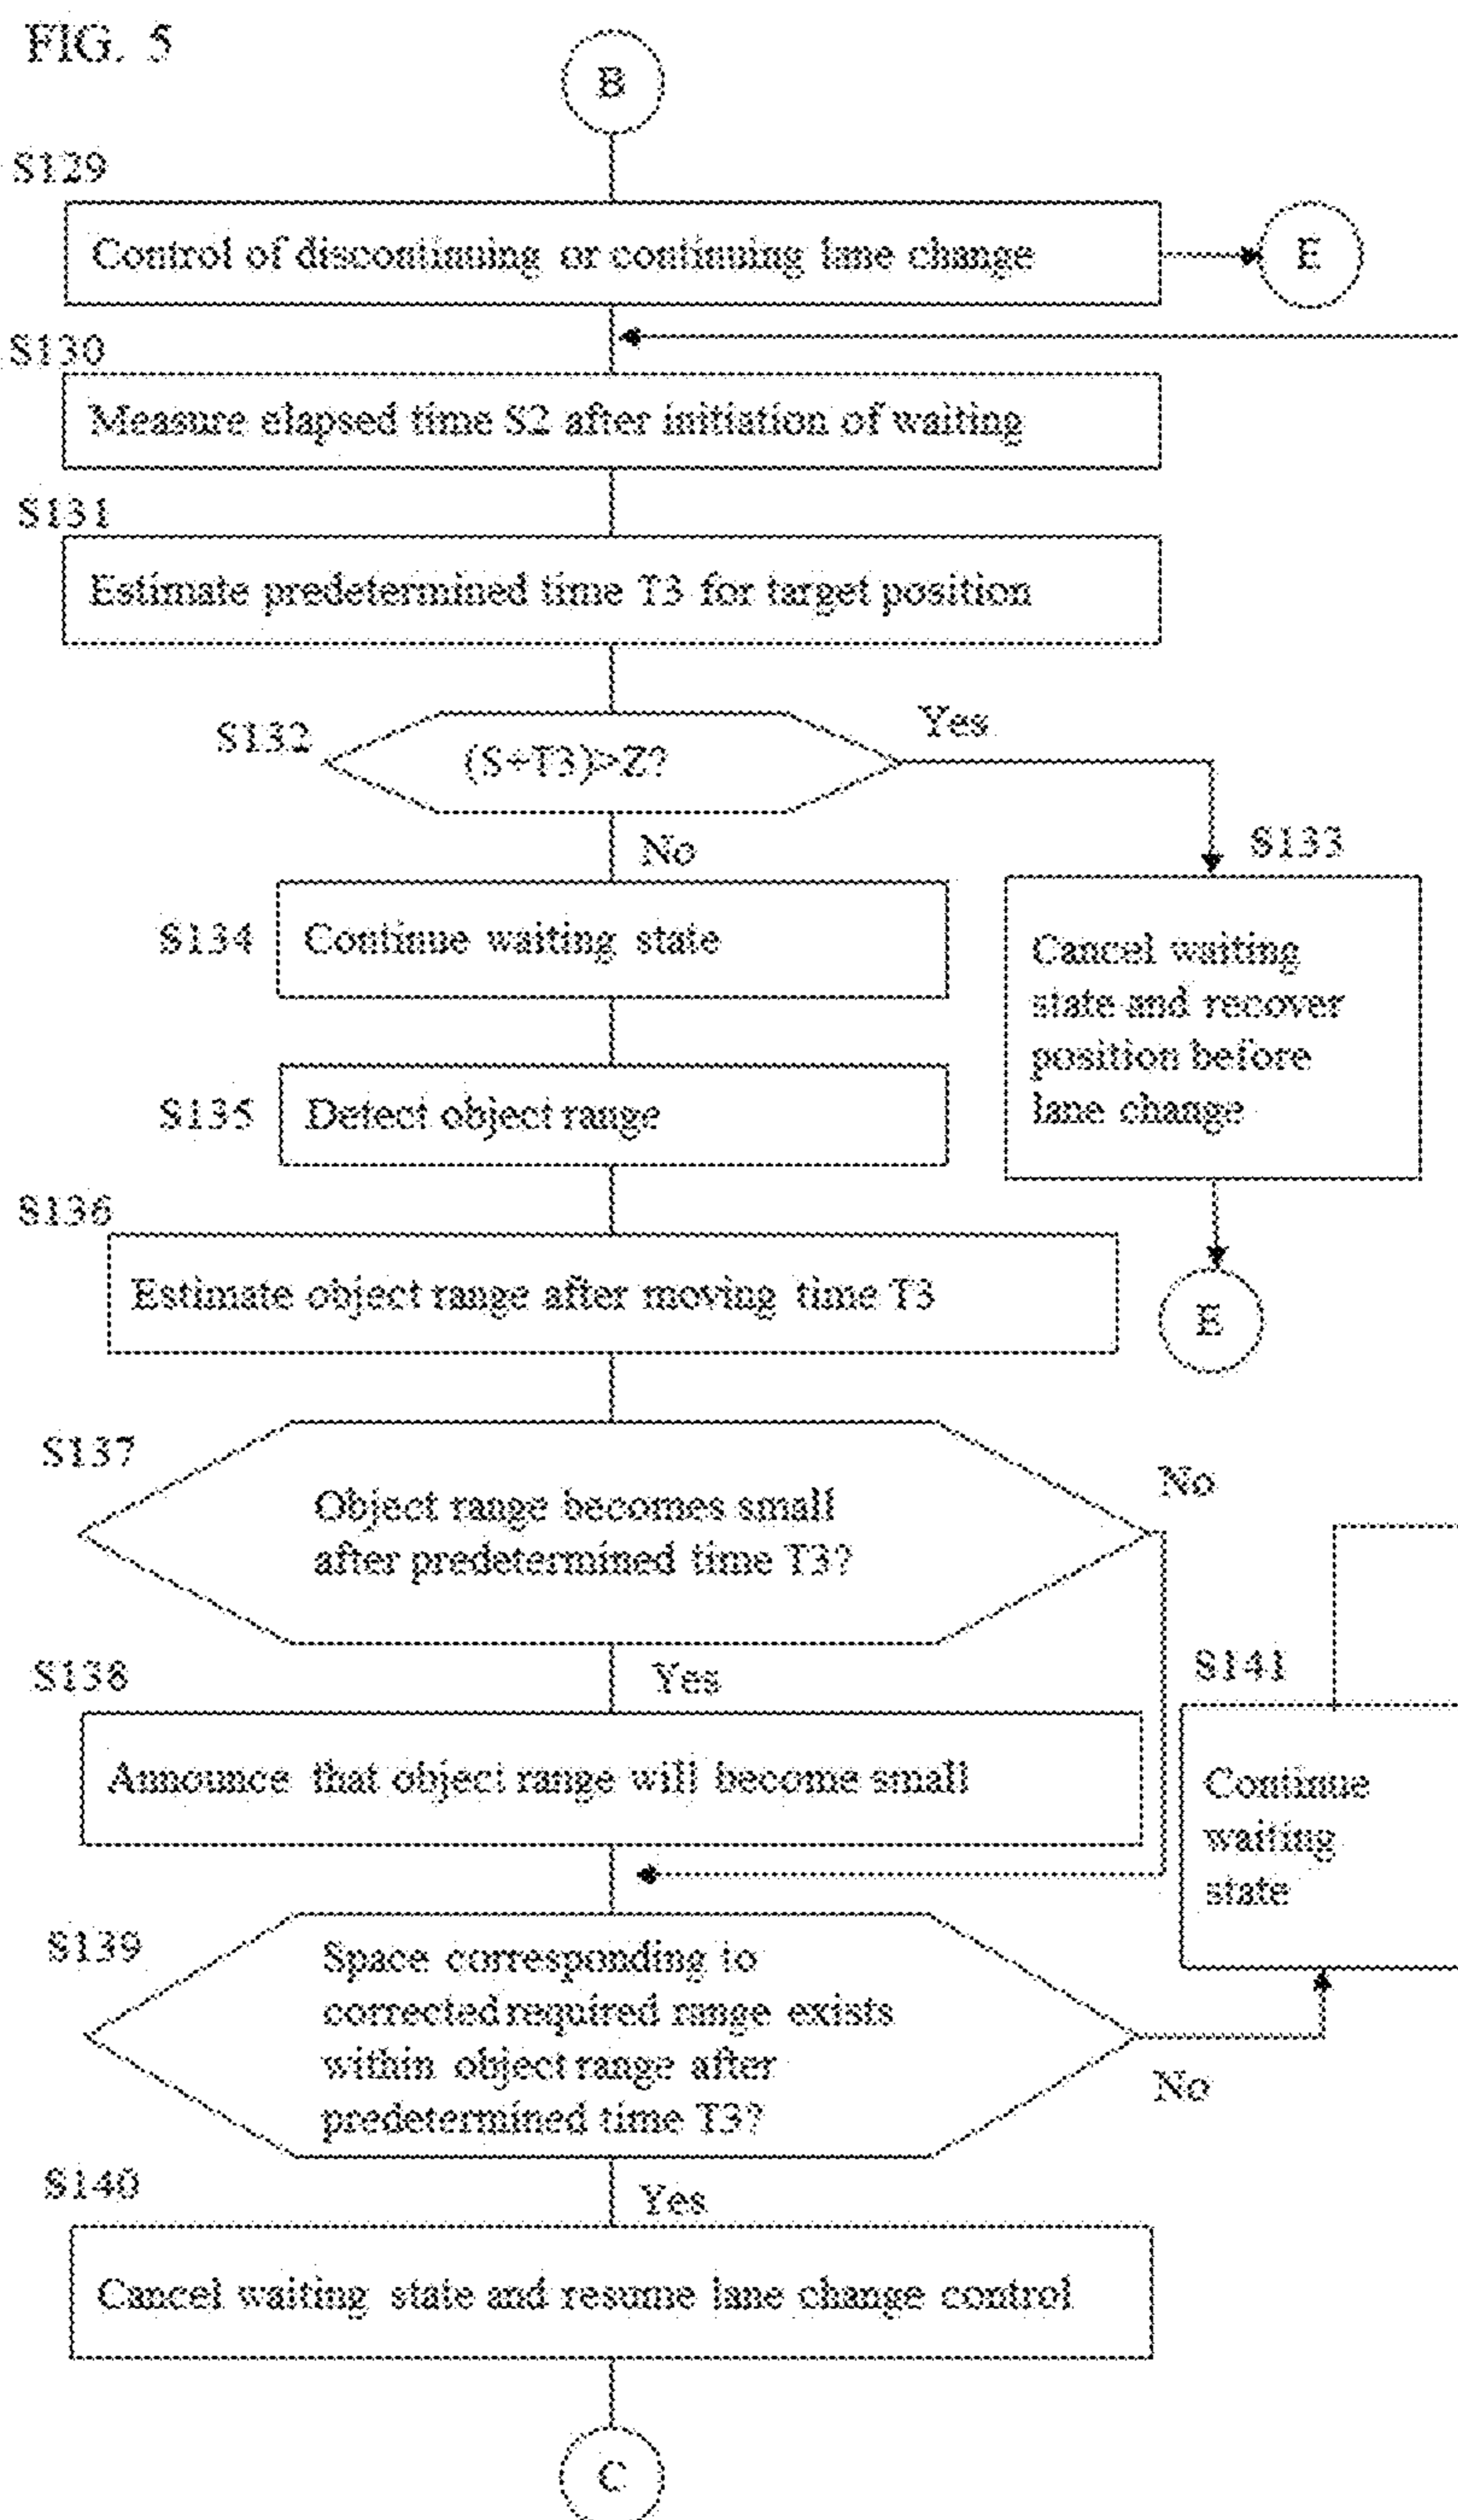 FIG. 5
B
S129
Control of discontinuing or continuing lane change
E
S130
Measure elapsed time S2 after initiation of waiting
S131
Estimate predetermined time T3 for target position
S132
(S+T3)>Z?
Yes
No
S133
Cancel waiting
state and recover
position before
lane change
E
S134
Continue waiting state
S135
Detect object range
S136
Estimate object range after moving time T3
S137
Object range becomes small
after predetermined time T3?
No
Yes
S138
Announce that object range will become small
S141
Continue
waiting
state
S139
Space corresponding to
corrected required range exists
within object range after
predetermined time T3?
No
Yes
S140
Cancel waiting state and resume lane change control
C